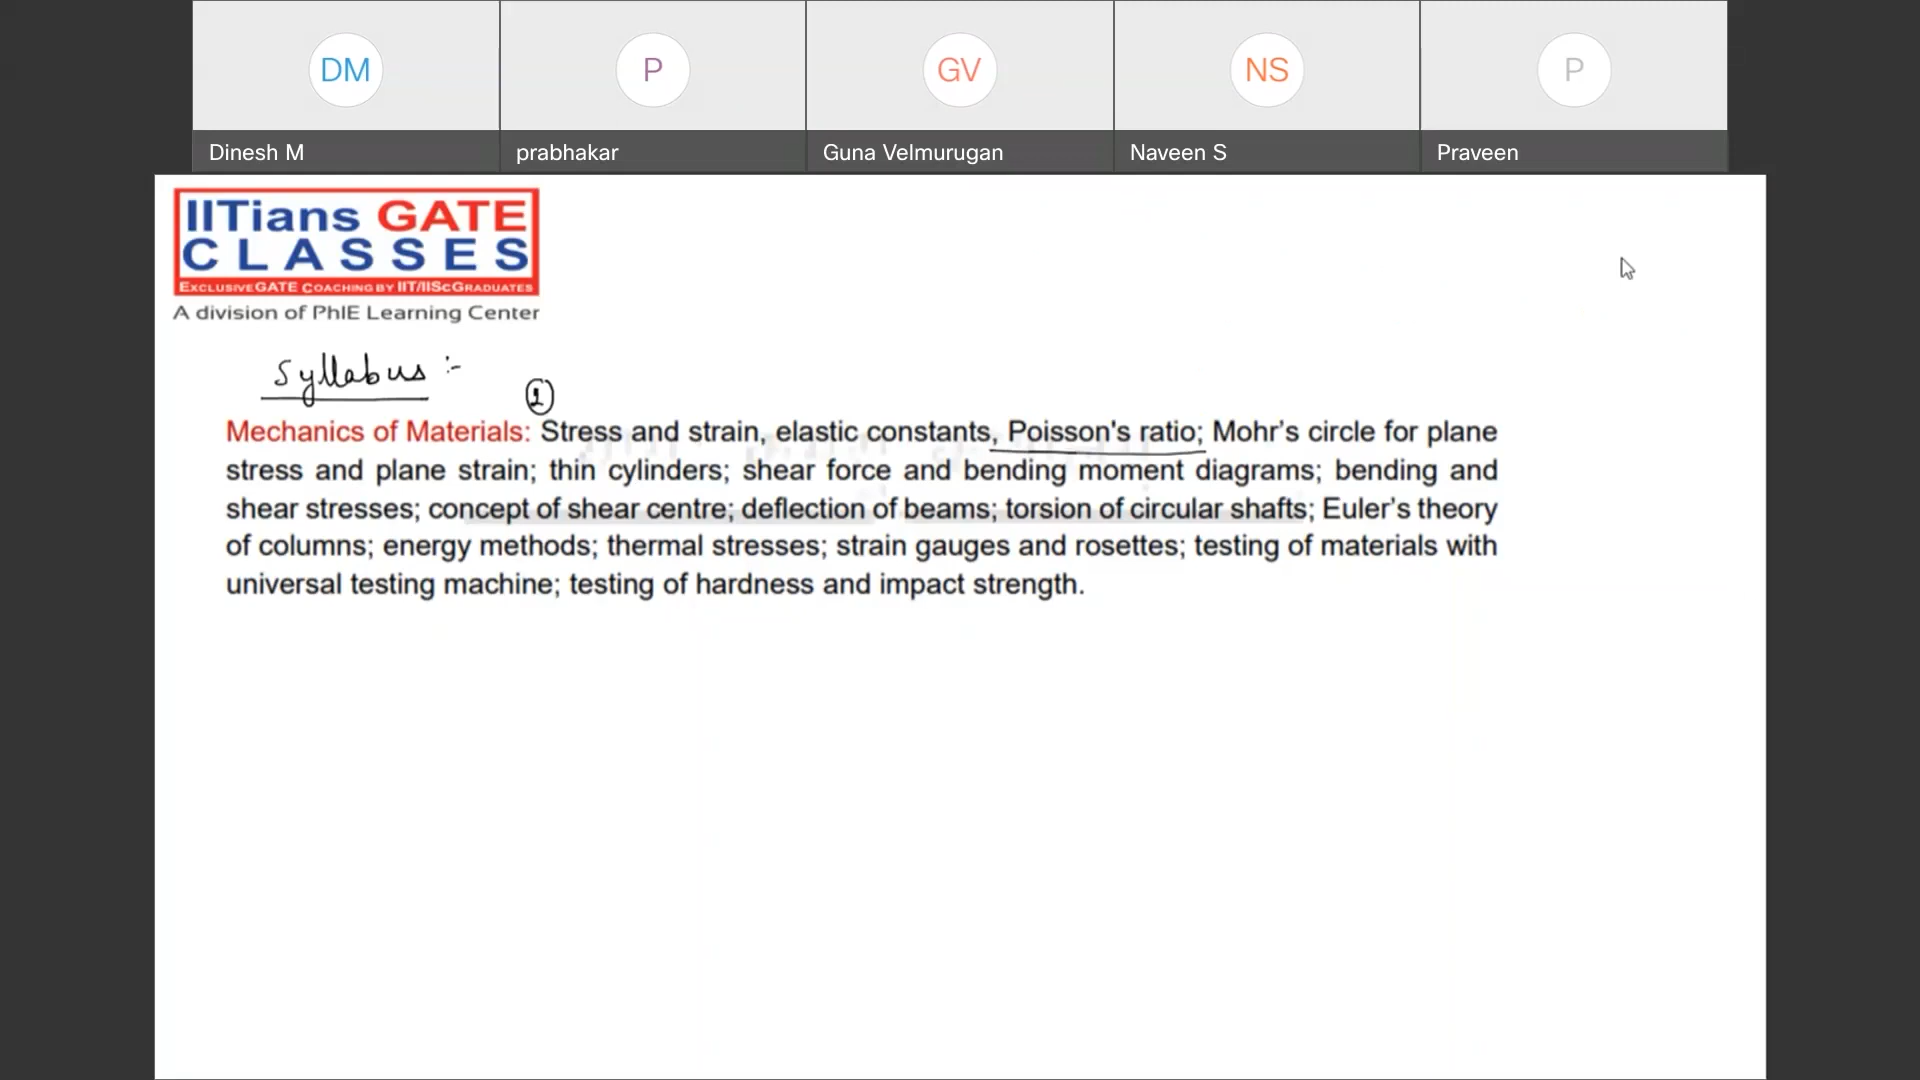 DM P GV NS P
Dinesh M prabhakar Guna Velmurugan Naveen S Praveen
IITians GATE
CLASSES
EXCLUSIVE GATE COACHING BY IIT/IISc GRADUATES
A division of PhIE Learning Center
Syllabus :-
1
Mechanics of Materials: Stress and strain, elastic constants, Poisson's ratio; Mohr’s circle for plane
stress and plane strain; thin cylinders; shear force and bending moment diagrams; bending and
shear stresses; concept of shear centre; deflection of beams; torsion of circular shafts; Euler’s theory
of columns; energy methods; thermal stresses; strain gauges and rosettes; testing of materials with
universal testing machine; testing of hardness and impact strength.